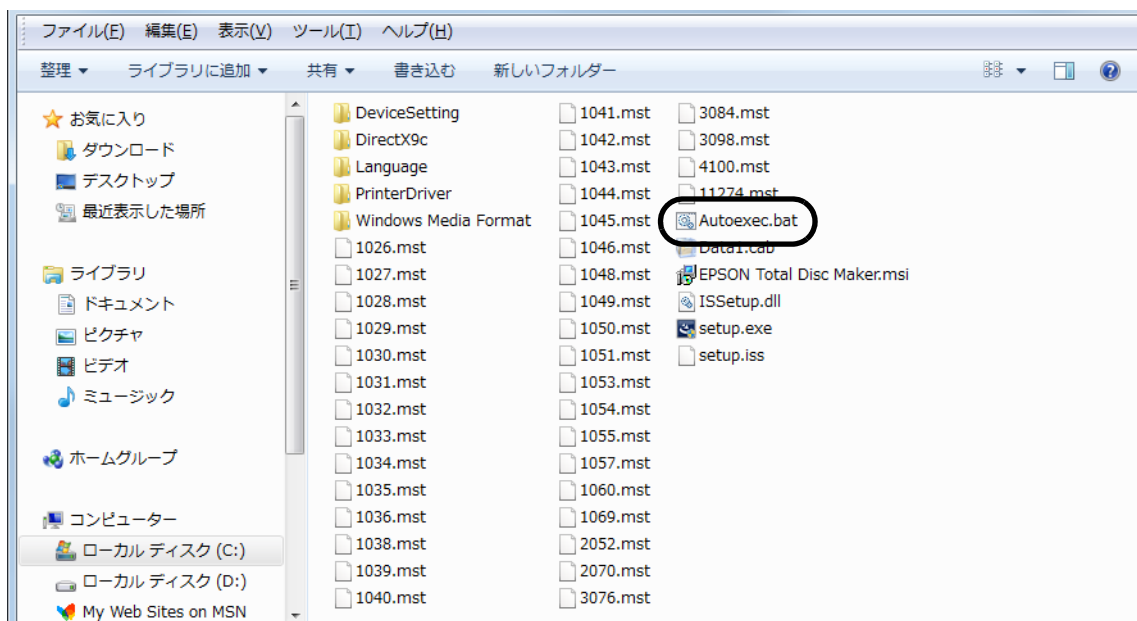 ファイル(F) 編集(E) 表示(V) ツール(T) ヘルプ(H)
整理 ライブラリに追加 共有 書き込む 新しいフォルダー
お気に入り
ダウンロード
デスクトップ
最近表示した場所
ライブラリ
ドキュメント
ピクチャ
ビデオ
ミュージック
ホームグループ
コンピューター
ローカル ディスク (C:)
ローカル ディスク (D:)
My Web Sites on MSN
DeviceSetting
DirectX9c
Language
PrinterDriver
Windows Media Format
1026.mst
1027.mst
1028.mst
1029.mst
1030.mst
1031.mst
1032.mst
1033.mst
1034.mst
1035.mst
1036.mst
1038.mst
1039.mst
1040.mst
1041.mst
1042.mst
1043.mst
1044.mst
1045.mst
1046.mst
1048.mst
1049.mst
1050.mst
1051.mst
1053.mst
1054.mst
1055.mst
1057.mst
1060.mst
1069.mst
2052.mst
2070.mst
3076.mst
3084.mst
3098.mst
4100.mst
11274.mst
Autoexec.bat
Data1.cab
EPSON Total Disc Maker.msi
ISSetup.dll
setup.exe
setup.iss